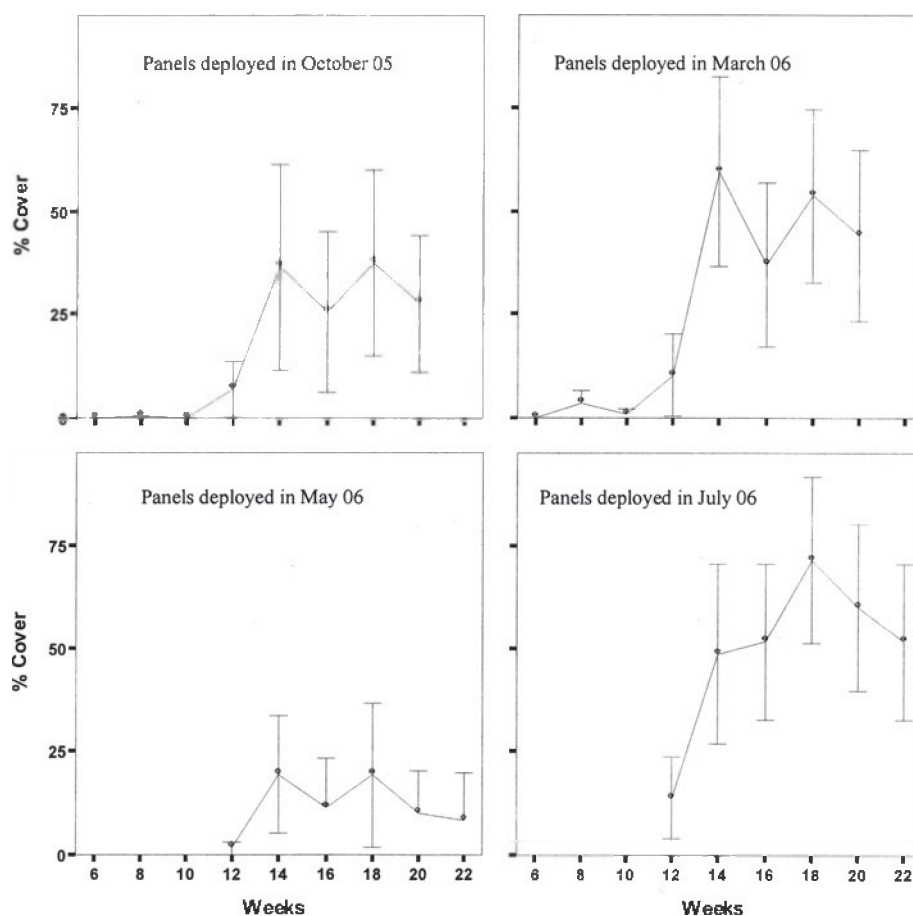 Panels deployed in October 05
Panels deployed in March 06
75
50
25
0
% Cover
Panels deployed in May 06
Panels deployed in July 06
75
50
25
0
% Cover
6 8 10 12 14 16 18 20 22
6 8 10 12 14 16 18 20 22
Weeks
Weeks